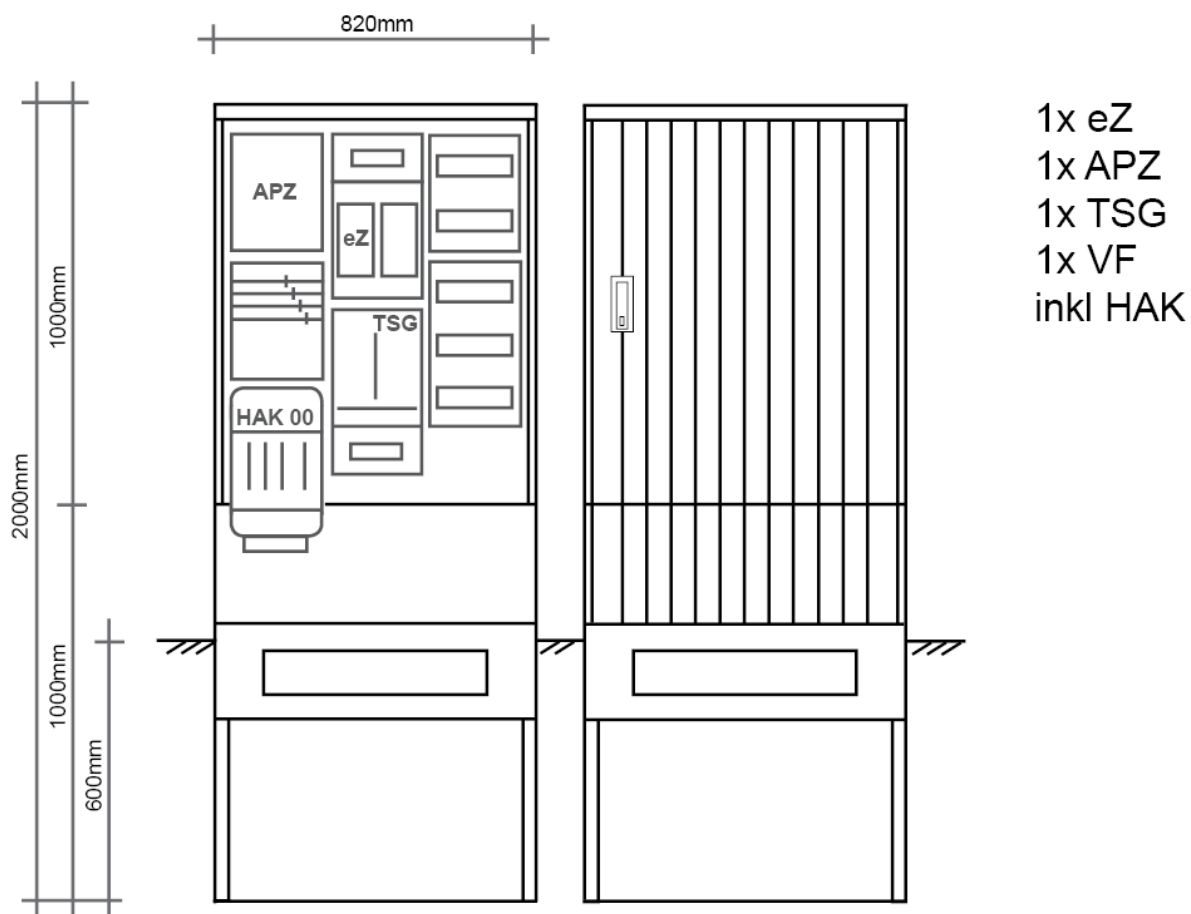 820mm
1x eZ
1x APZ
1x TSG
1x VF
inkl HAK
APZ
eZ
TSG
HAK 00
1000mm
2000mm
1000mm
600mm